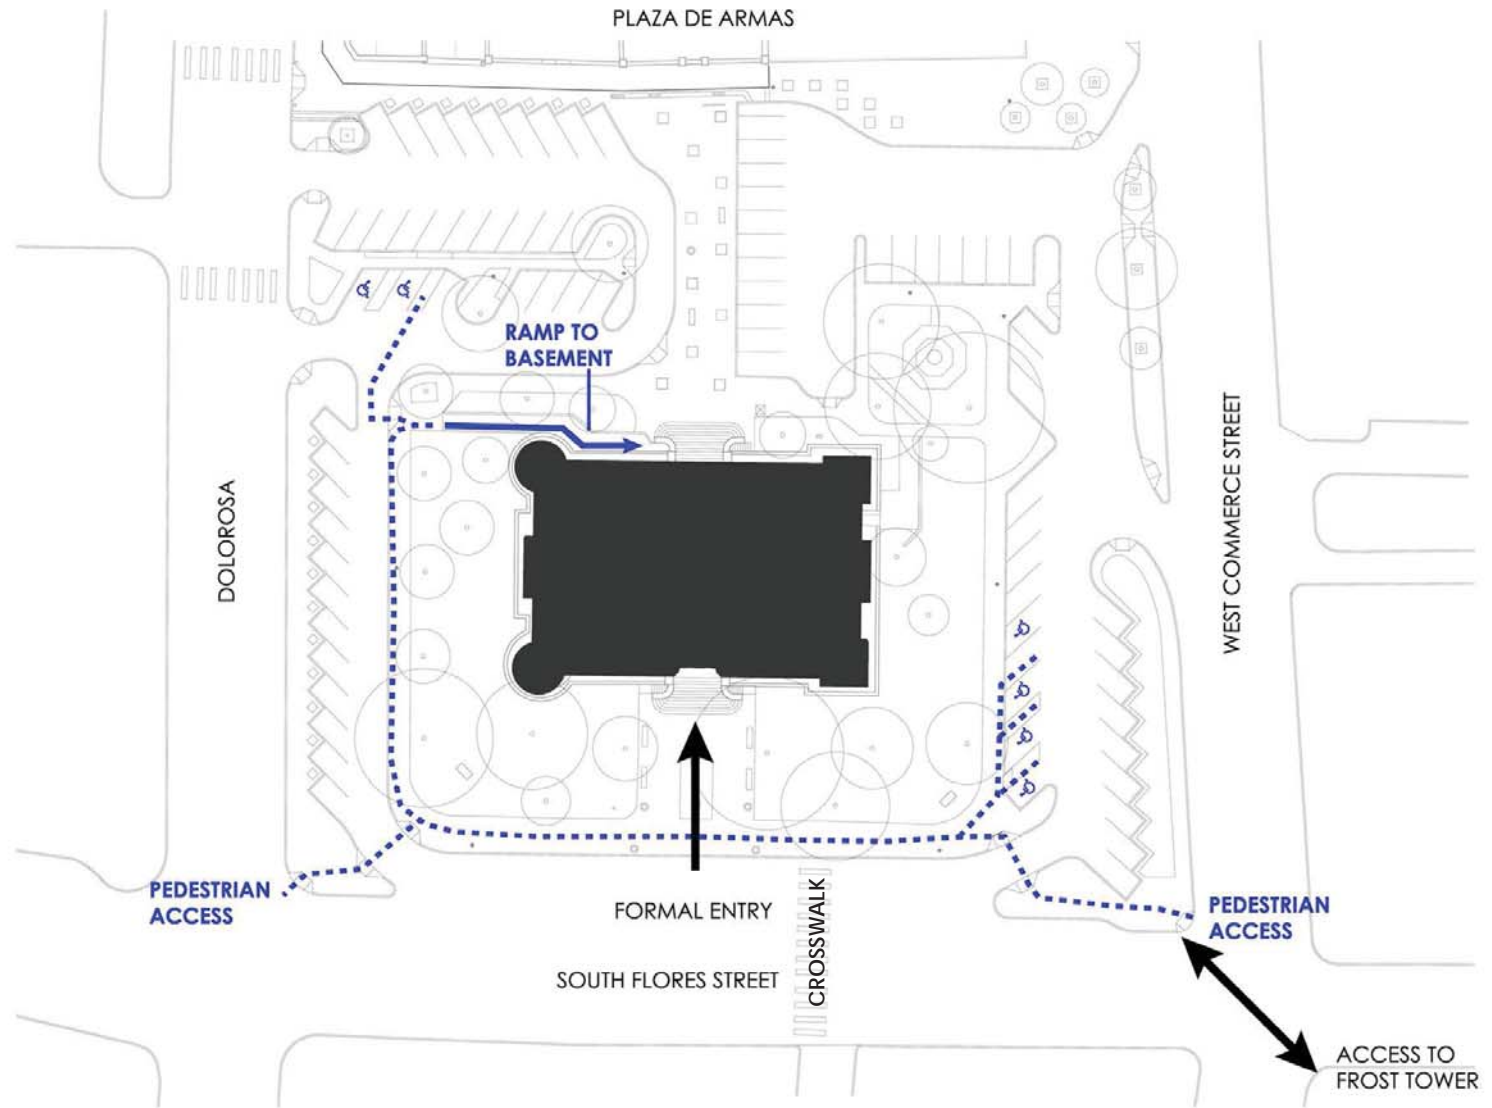 PLAZA DE ARMAS
RAMP TO
BASEMENT
DOLOROSA
WEST COMMERCE STREET
PEDESTRIAN
ACCESS
FORMAL ENTRY
CROSSWALK
PEDESTRIAN
ACCESS
SOUTH FLORES STREET
ACCESS TO
FROST TOWER